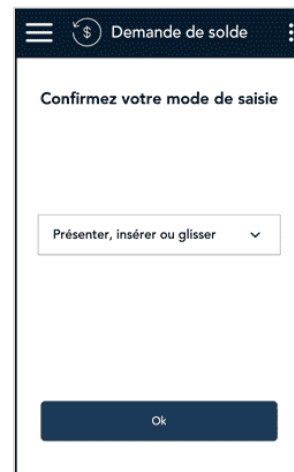 Demande de solde
Confirmez votre mode de saisie
Présenter, insérer ou glisser
Ok